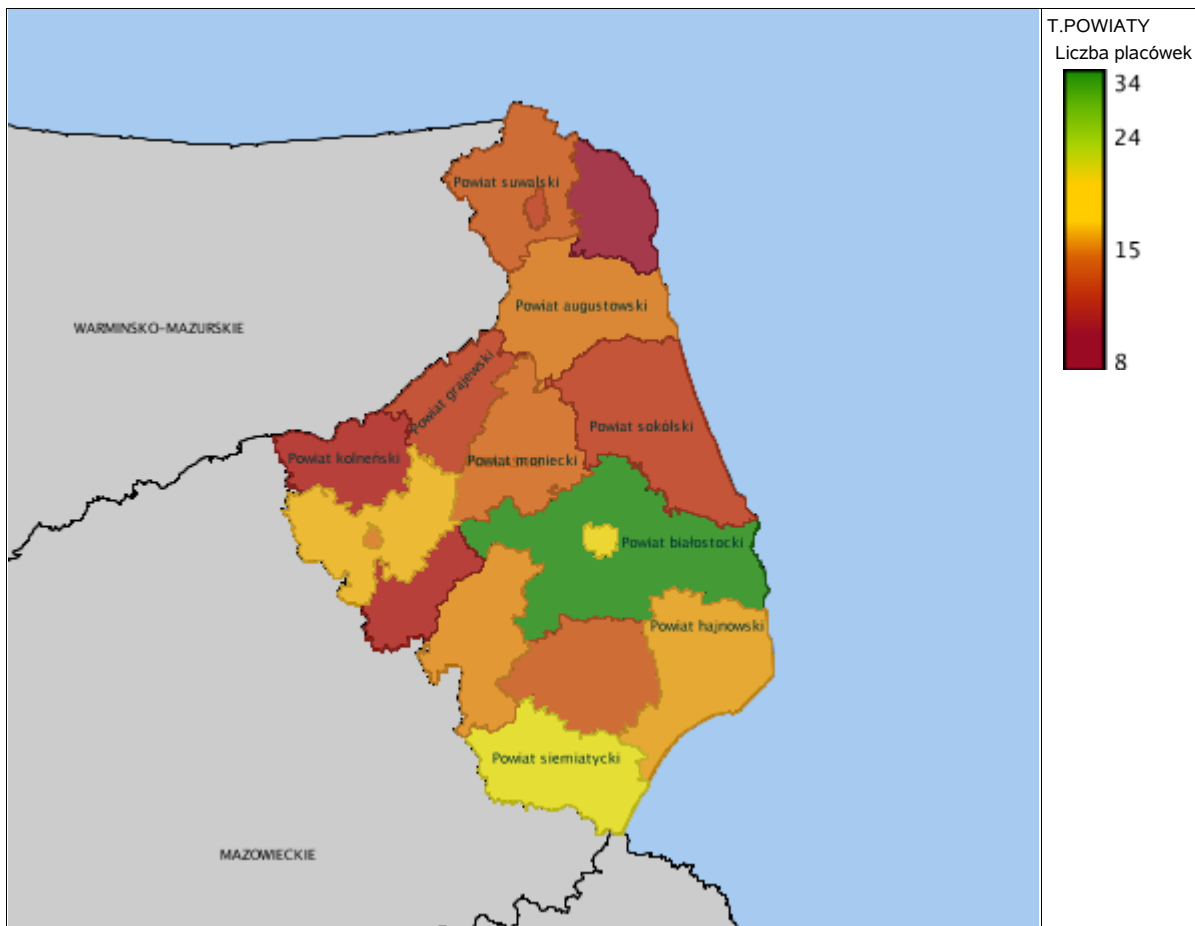 T.POWIATY
Liczba placówek
34
24
15
8
Powiat suwalski
Powiat augustowski
WARMIŃSKO-MAZURSKIE
Powiat grajewski
Powiat sokólski
Powiat kolneński
Powiat moniecki
Powiat białostocki
Powiat hajnowski
Powiat siemiatycki
MAZOWIECKIE